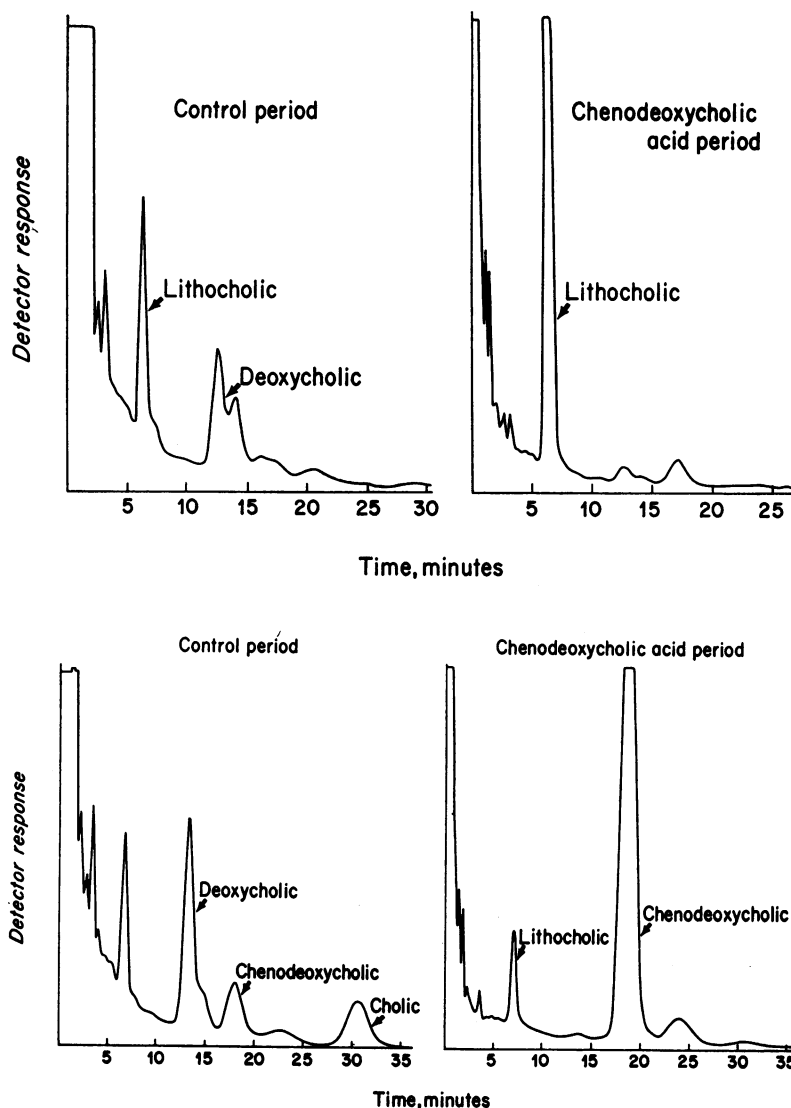 Control period
Chenodeoxycholic
acid period
Detector response
Lithocholic
Deoxycholic
Lithocholic
5 10 15 20 25 30
5 10 15 20 25
Time, minutes
Control period
Chenodeoxycholic acid period
Detector response
Deoxycholic
Chenodeoxycholic
Cholic
Lithocholic
Chenodeoxycholic
5 10 15 20 25 30 35
5 10 15 20 25 30 35
Time, minutes